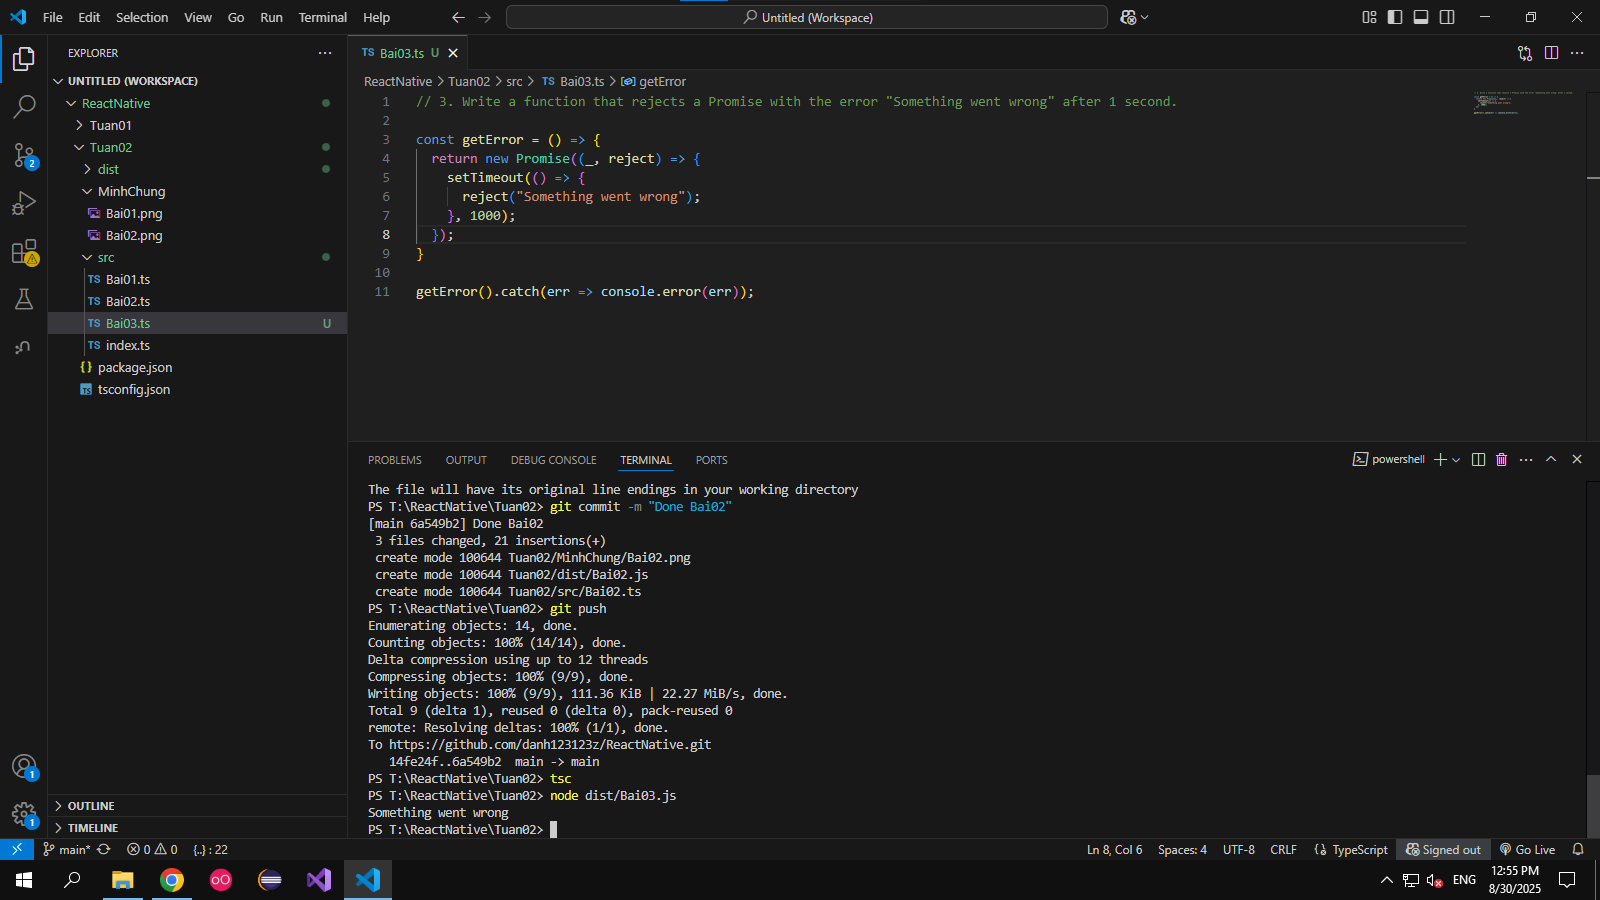 File Edit Selection View Go Run Terminal Help
Untitled (Workspace)
EXPLORER
UNTITLED (WORKSPACE)
ReactNative
Tuan01
Tuan02
dist
MinhChung
Bai01.png
Bai02.png
src
TS Bai01.ts
TS Bai02.ts
TS Bai03.ts U
TS index.ts
{} package.json
TS tsconfig.json
OUTLINE
TIMELINE
2
1
1
TS Bai03.ts U
ReactNative > Tuan02 > src > TS Bai03.ts > getError
1 // 3. Write a function that rejects a Promise with the error "Something went wrong" after 1 second.
2
3 const getError = () => {
4 return new Promise((_, reject) => {
5 setTimeout(() => {
6 reject("Something went wrong");
7 }, 1000);
8 });
9 }
10
11 getError().catch(err => console.error(err));
PROBLEMS OUTPUT DEBUG CONSOLE TERMINAL PORTS
powershell
The file will have its original line endings in your working directory
PS T:\ReactNative\Tuan02> git commit -m "Done Bai02"
[main 6a549b2] Done Bai02
3 files changed, 21 insertions(+)
create mode 100644 Tuan02/MinhChung/Bai02.png
create mode 100644 Tuan02/dist/Bai02.js
create mode 100644 Tuan02/src/Bai02.ts
PS T:\ReactNative\Tuan02> git push
Enumerating objects: 14, done.
Counting objects: 100% (14/14), done.
Delta compression using up to 12 threads
Compressing objects: 100% (9/9), done.
Writing objects: 100% (9/9), 111.36 KiB | 22.27 MiB/s, done.
Total 9 (delta 1), reused 0 (delta 0), pack-reused 0
remote: Resolving deltas: 100% (1/1), done.
To https://github.com/danh123123z/ReactNative.git
14fe24f..6a549b2 main -> main
PS T:\ReactNative\Tuan02> tsc
PS T:\ReactNative\Tuan02> node dist/Bai03.js
Something went wrong
PS T:\ReactNative\Tuan02>
main* 0 0 {..} : 22
Ln 8, Col 6 Spaces: 4 UTF-8 CRLF {} TypeScript Signed out Go Live
ENG
12:55 PM
8/30/2025